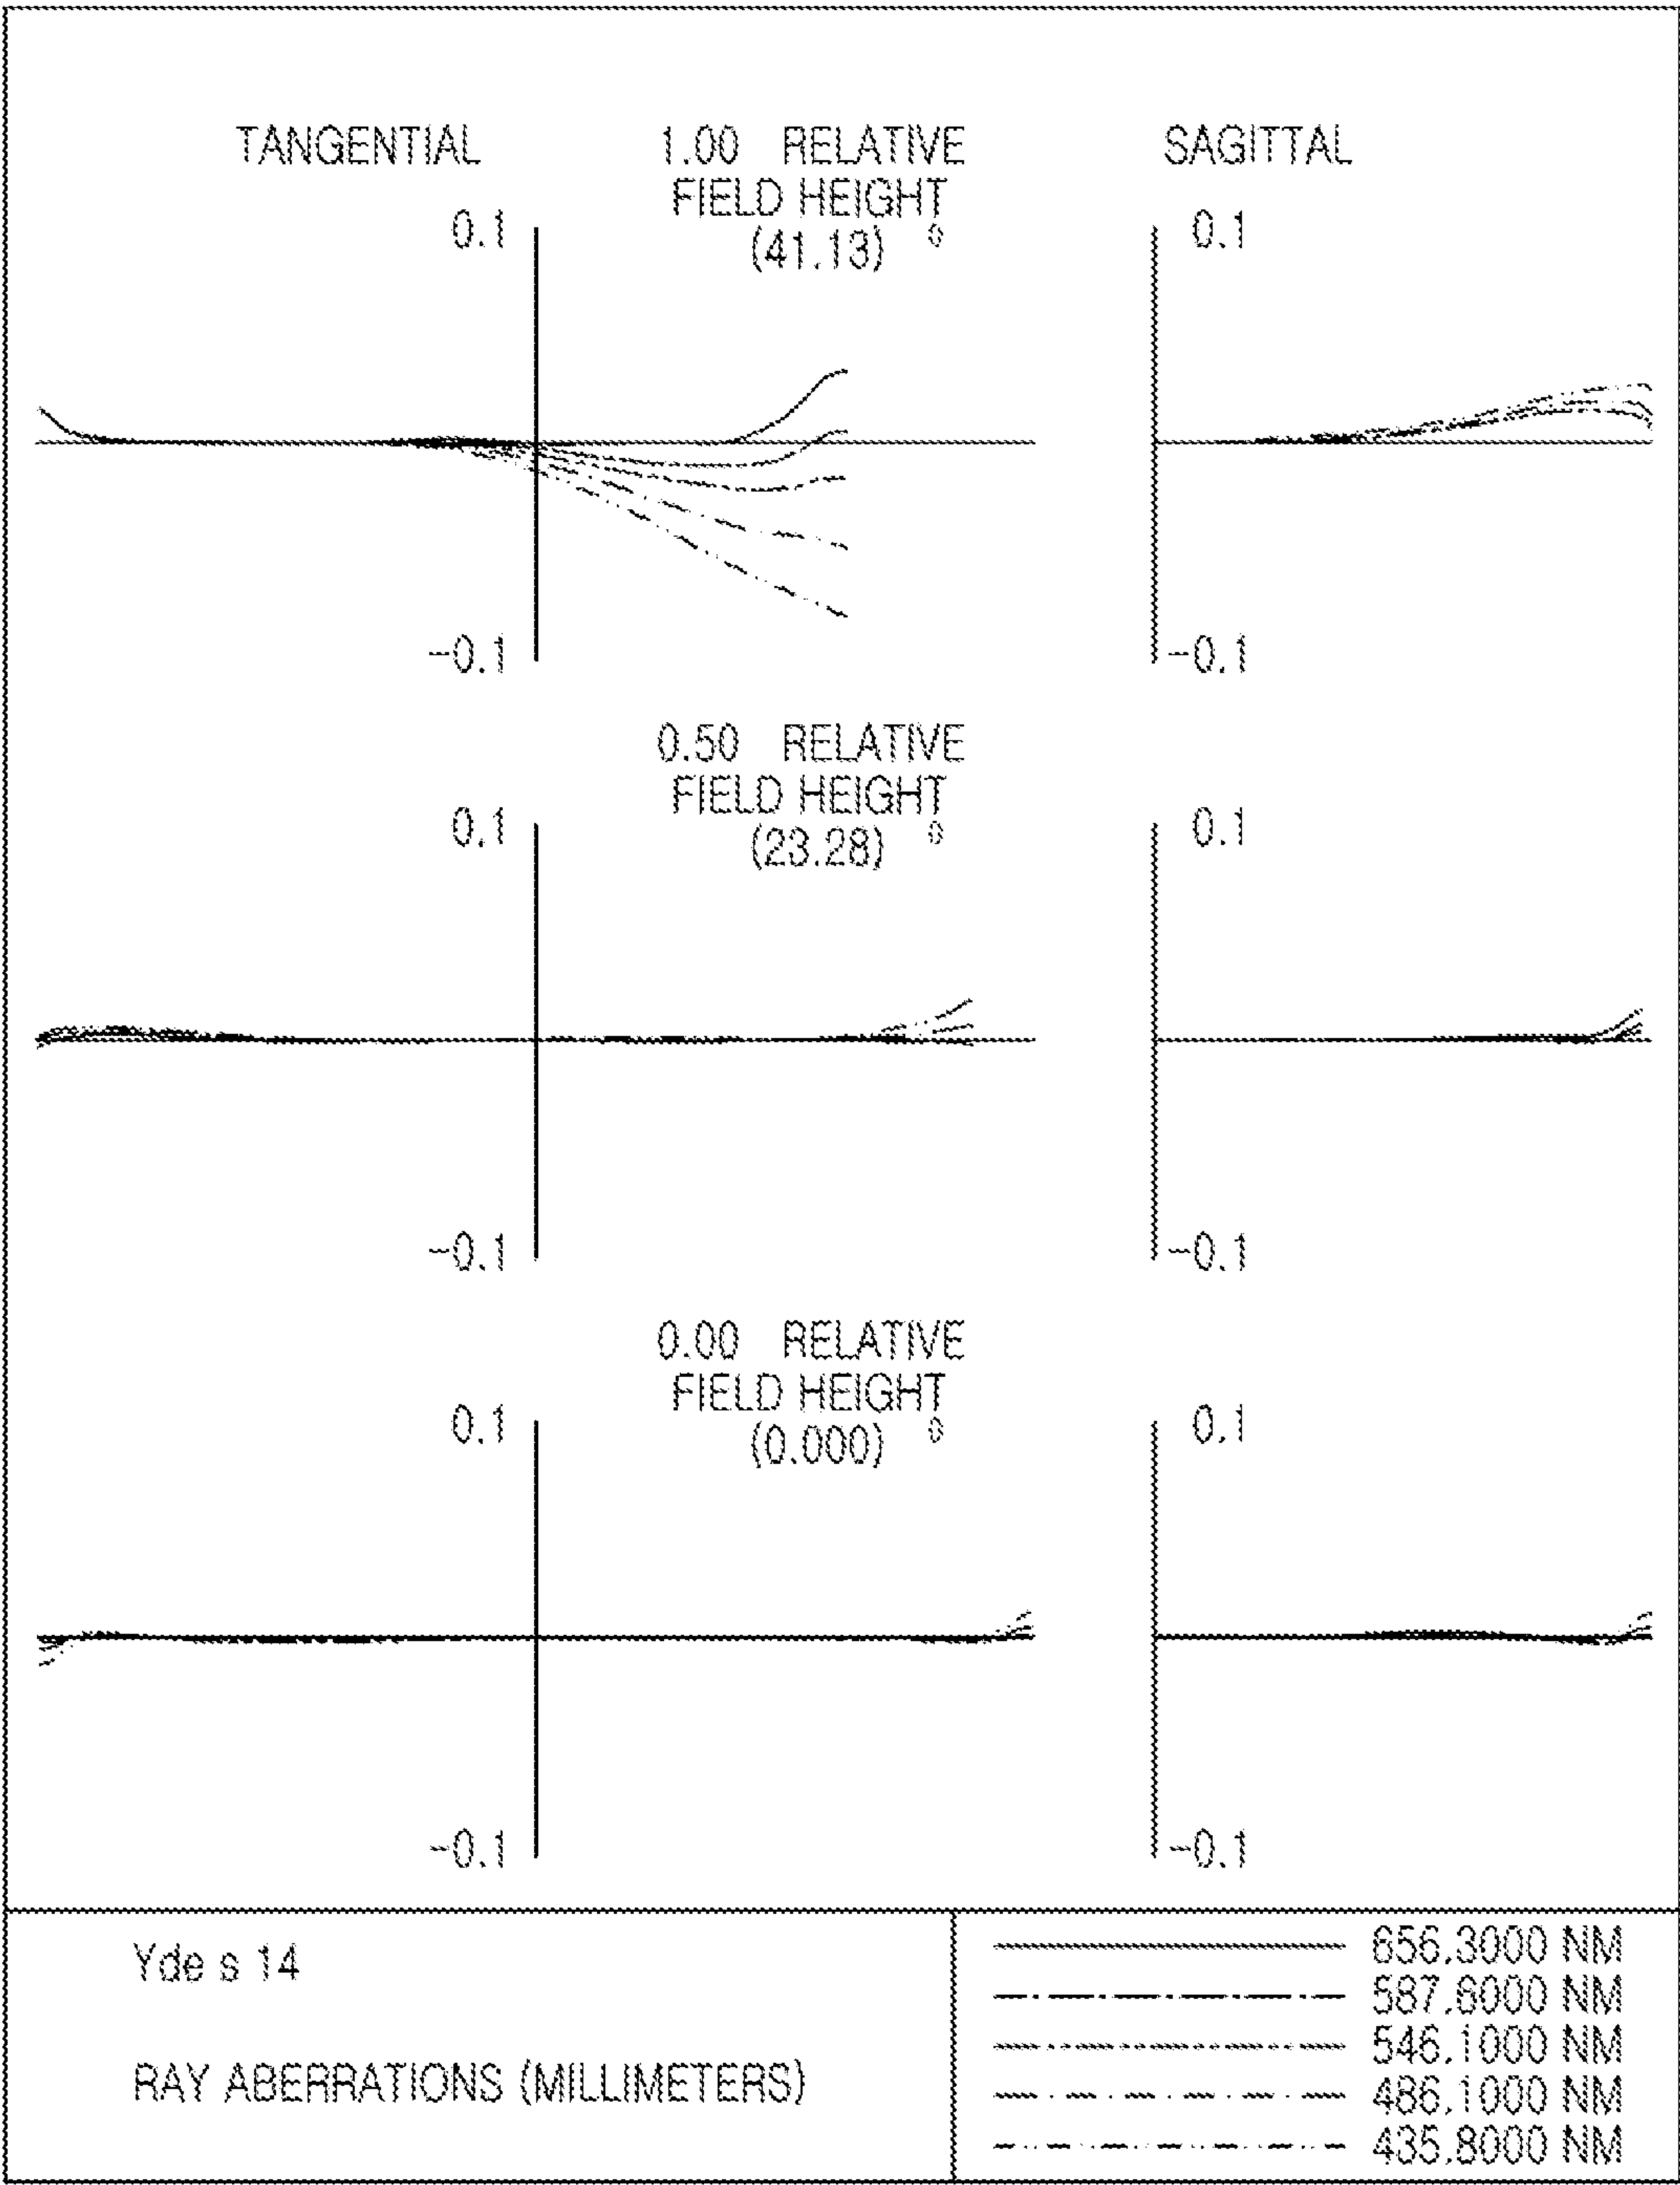 TANGENTIAL
1.00 RELATIVE
FIELD HEIGHT
(41.13) °
SAGITTAL
0.1
0.1
-0.1
-0.1
0.50 RELATIVE
FIELD HEIGHT
(23.28) °
0.1
0.1
-0.1
-0.1
0.00 RELATIVE
FIELD HEIGHT
(0.000) °
0.1
0.1
-0.1
-0.1
Yde s 14
RAY ABERRATIONS (MILLIMETERS)
656.3000 NM
587.6000 NM
546.1000 NM
486.1000 NM
435.8000 NM